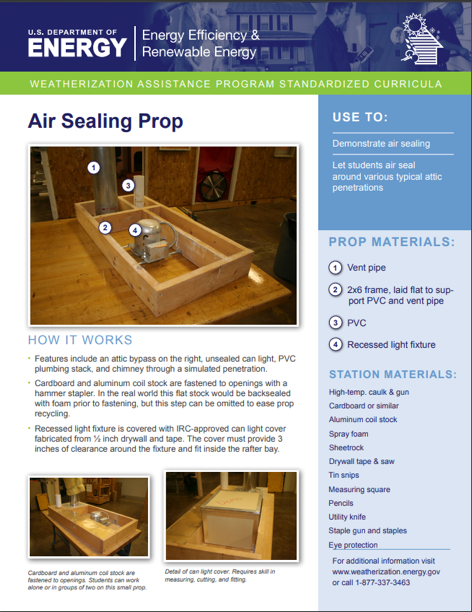 U.S. DEPARTMENT OF
ENERGY
Energy Efficiency &
Renewable Energy
WEATHERIZATION ASSISTANCE PROGRAM STANDARDIZED CURRICULA
Air Sealing Prop
1
3
2
4
HOW IT WORKS
• Features include an attic bypass on the right, unsealed can light, PVC
plumbing stack, and chimney through a simulated penetration.
• Cardboard and aluminum coil stock are fastened to openings with a
hammer stapler. In the real world this flat stock would be backsealed
with foam prior to fastening, but this step can be omitted to ease prop
recycling.
• Recessed light fixture is covered with IRC-approved can light cover
fabricated from ½ inch drywall and tape. The cover must provide 3
inches of clearance around the fixture and fit inside the rafter bay.
Cardboard and aluminum coil stock are
fastened to openings. Students can work
alone or in groups of two on this small prop.
Detail of can light cover. Requires skill in
measuring, cutting, and fitting.
USE TO:
Demonstrate air sealing
Let students air seal
around various typical attic
penetrations
PROP MATERIALS:
1 Vent pipe
2 2x6 frame, laid flat to sup-
port PVC and vent pipe
3 PVC
4 Recessed light fixture
STATION MATERIALS:
High-temp. caulk & gun
Cardboard or similar
Aluminum coil stock
Spray foam
Sheetrock
Drywall tape & saw
Tin snips
Measuring square
Pencils
Utility knife
Staple gun and staples
Eye protection
For additional information visit
www.weatherization.energy.gov
or call 1-877-337-3463